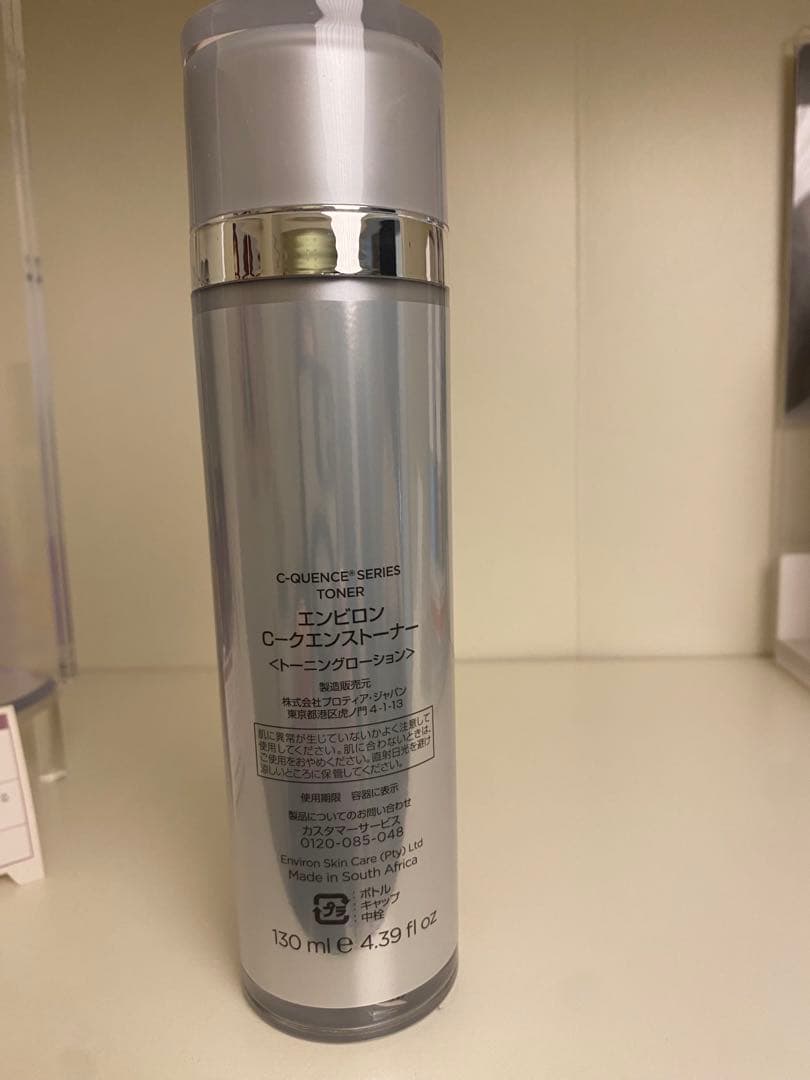 C-QUENCE® SERIES
TONER
エンビロン
C－クエンストーナー
＜トーニングローション＞
製造販売元
株式会社プロティア・ジャパン
東京都港区虎ノ門4-1-13
肌に異常が生じていないかよく注意して
使用してください。肌に合わないときは、
ご使用をおやめください。直射日光を避け
涼しいところに保管してください。
使用期限　容器に表示
製品についてのお問い合わせ
カスタマーサービス
0120-085-048
Environ Skin Care (Pty) Ltd
Made in South Africa
プラ
：ボトル
：キャップ
：中栓
130 ml ℮ 4.39 fl oz